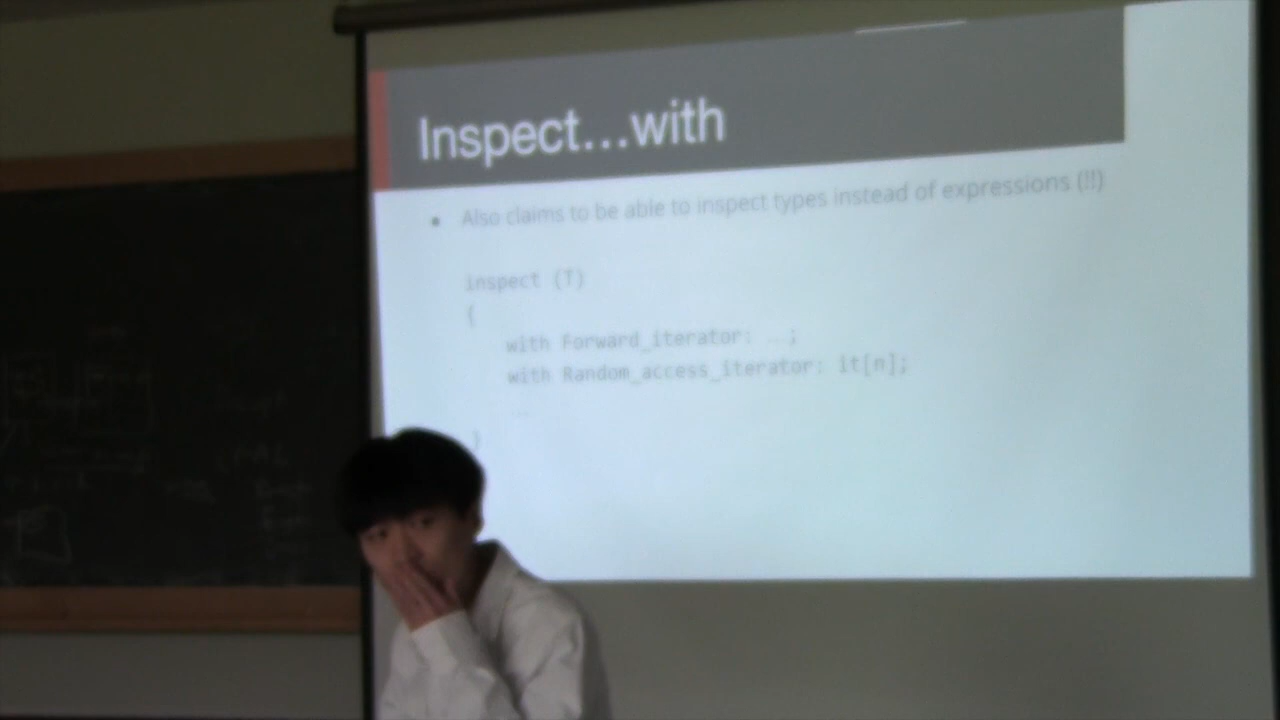 Inspect...with
• Also claims to be able to inspect types instead of expressions (!!)
inspect (T)
{
with Forward_iterator: ...;
with Random_access_iterator: it[n];
...
}